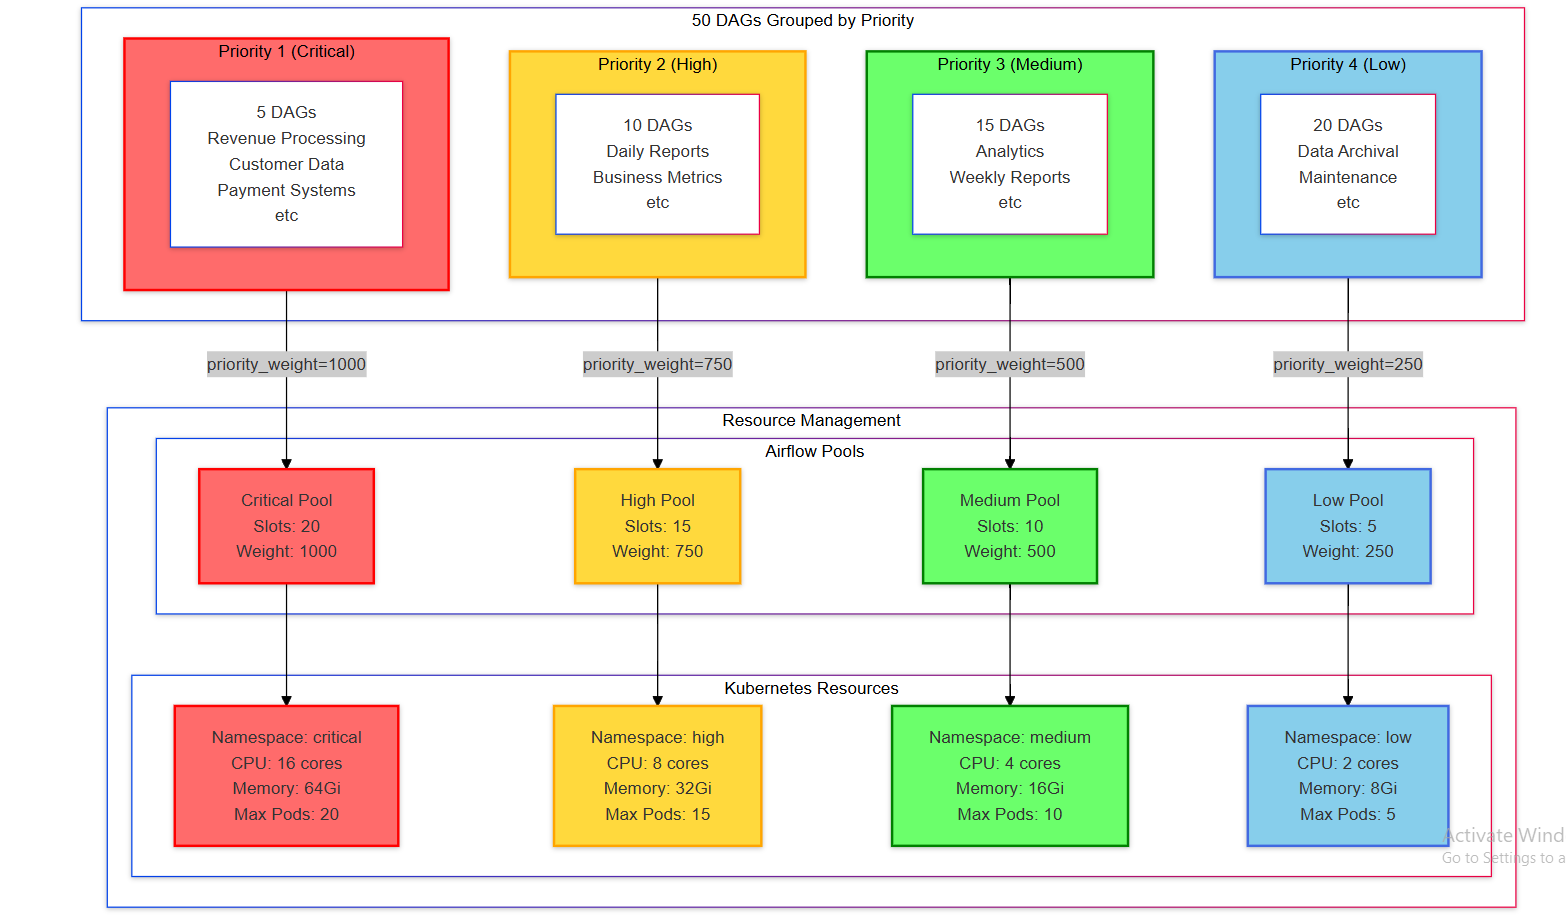 50 DAGs Grouped by Priority
Priority 1 (Critical)
5 DAGs
Revenue Processing
Customer Data
Payment Systems
etc
Priority 2 (High)
10 DAGs
Daily Reports
Business Metrics
etc
Priority 3 (Medium)
15 DAGs
Analytics
Weekly Reports
etc
Priority 4 (Low)
20 DAGs
Data Archival
Maintenance
etc
priority_weight=1000
priority_weight=750
priority_weight=500
priority_weight=250
Resource Management
Airflow Pools
Critical Pool
Slots: 20
Weight: 1000
High Pool
Slots: 15
Weight: 750
Medium Pool
Slots: 10
Weight: 500
Low Pool
Slots: 5
Weight: 250
Kubernetes Resources
Namespace: critical
CPU: 16 cores
Memory: 64Gi
Max Pods: 20
Namespace: high
CPU: 8 cores
Memory: 32Gi
Max Pods: 15
Namespace: medium
CPU: 4 cores
Memory: 16Gi
Max Pods: 10
Namespace: low
CPU: 2 cores
Memory: 8Gi
Max Pods: 5
Activate Wind
Go to Settings to a